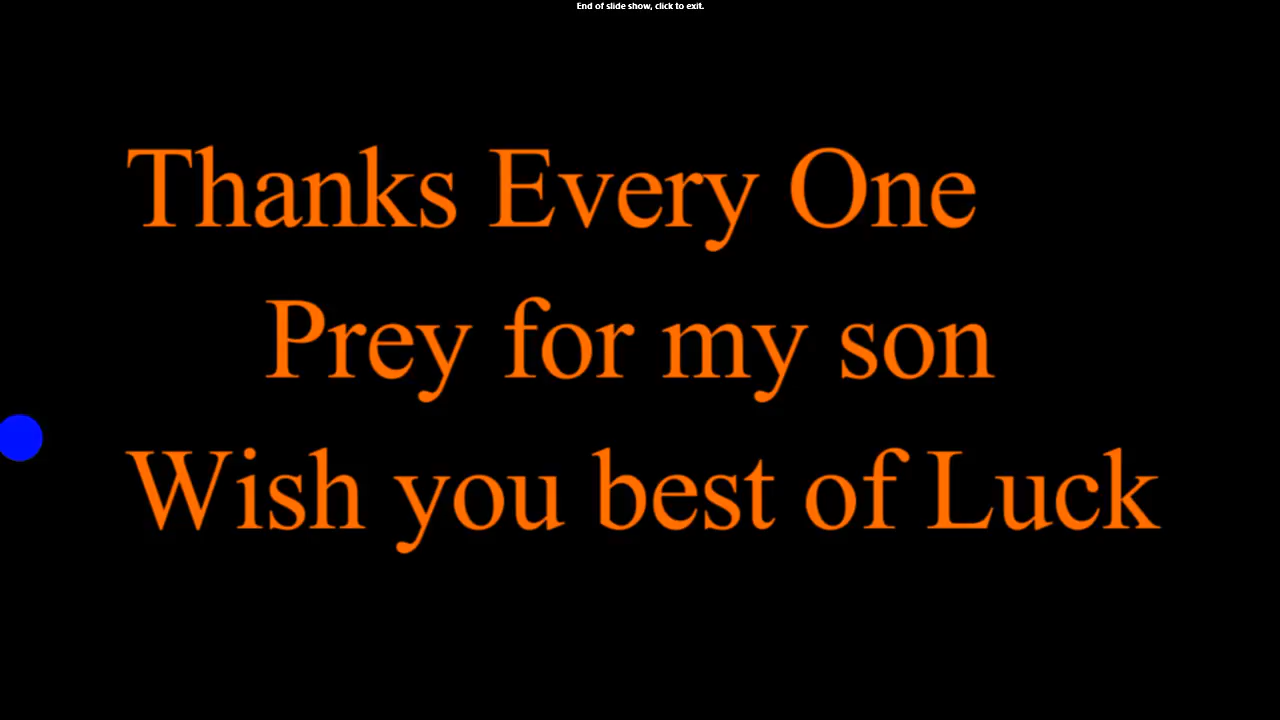 End of slide show, click to exit.
Thanks Every One
Prey for my son
Wish you best of Luck